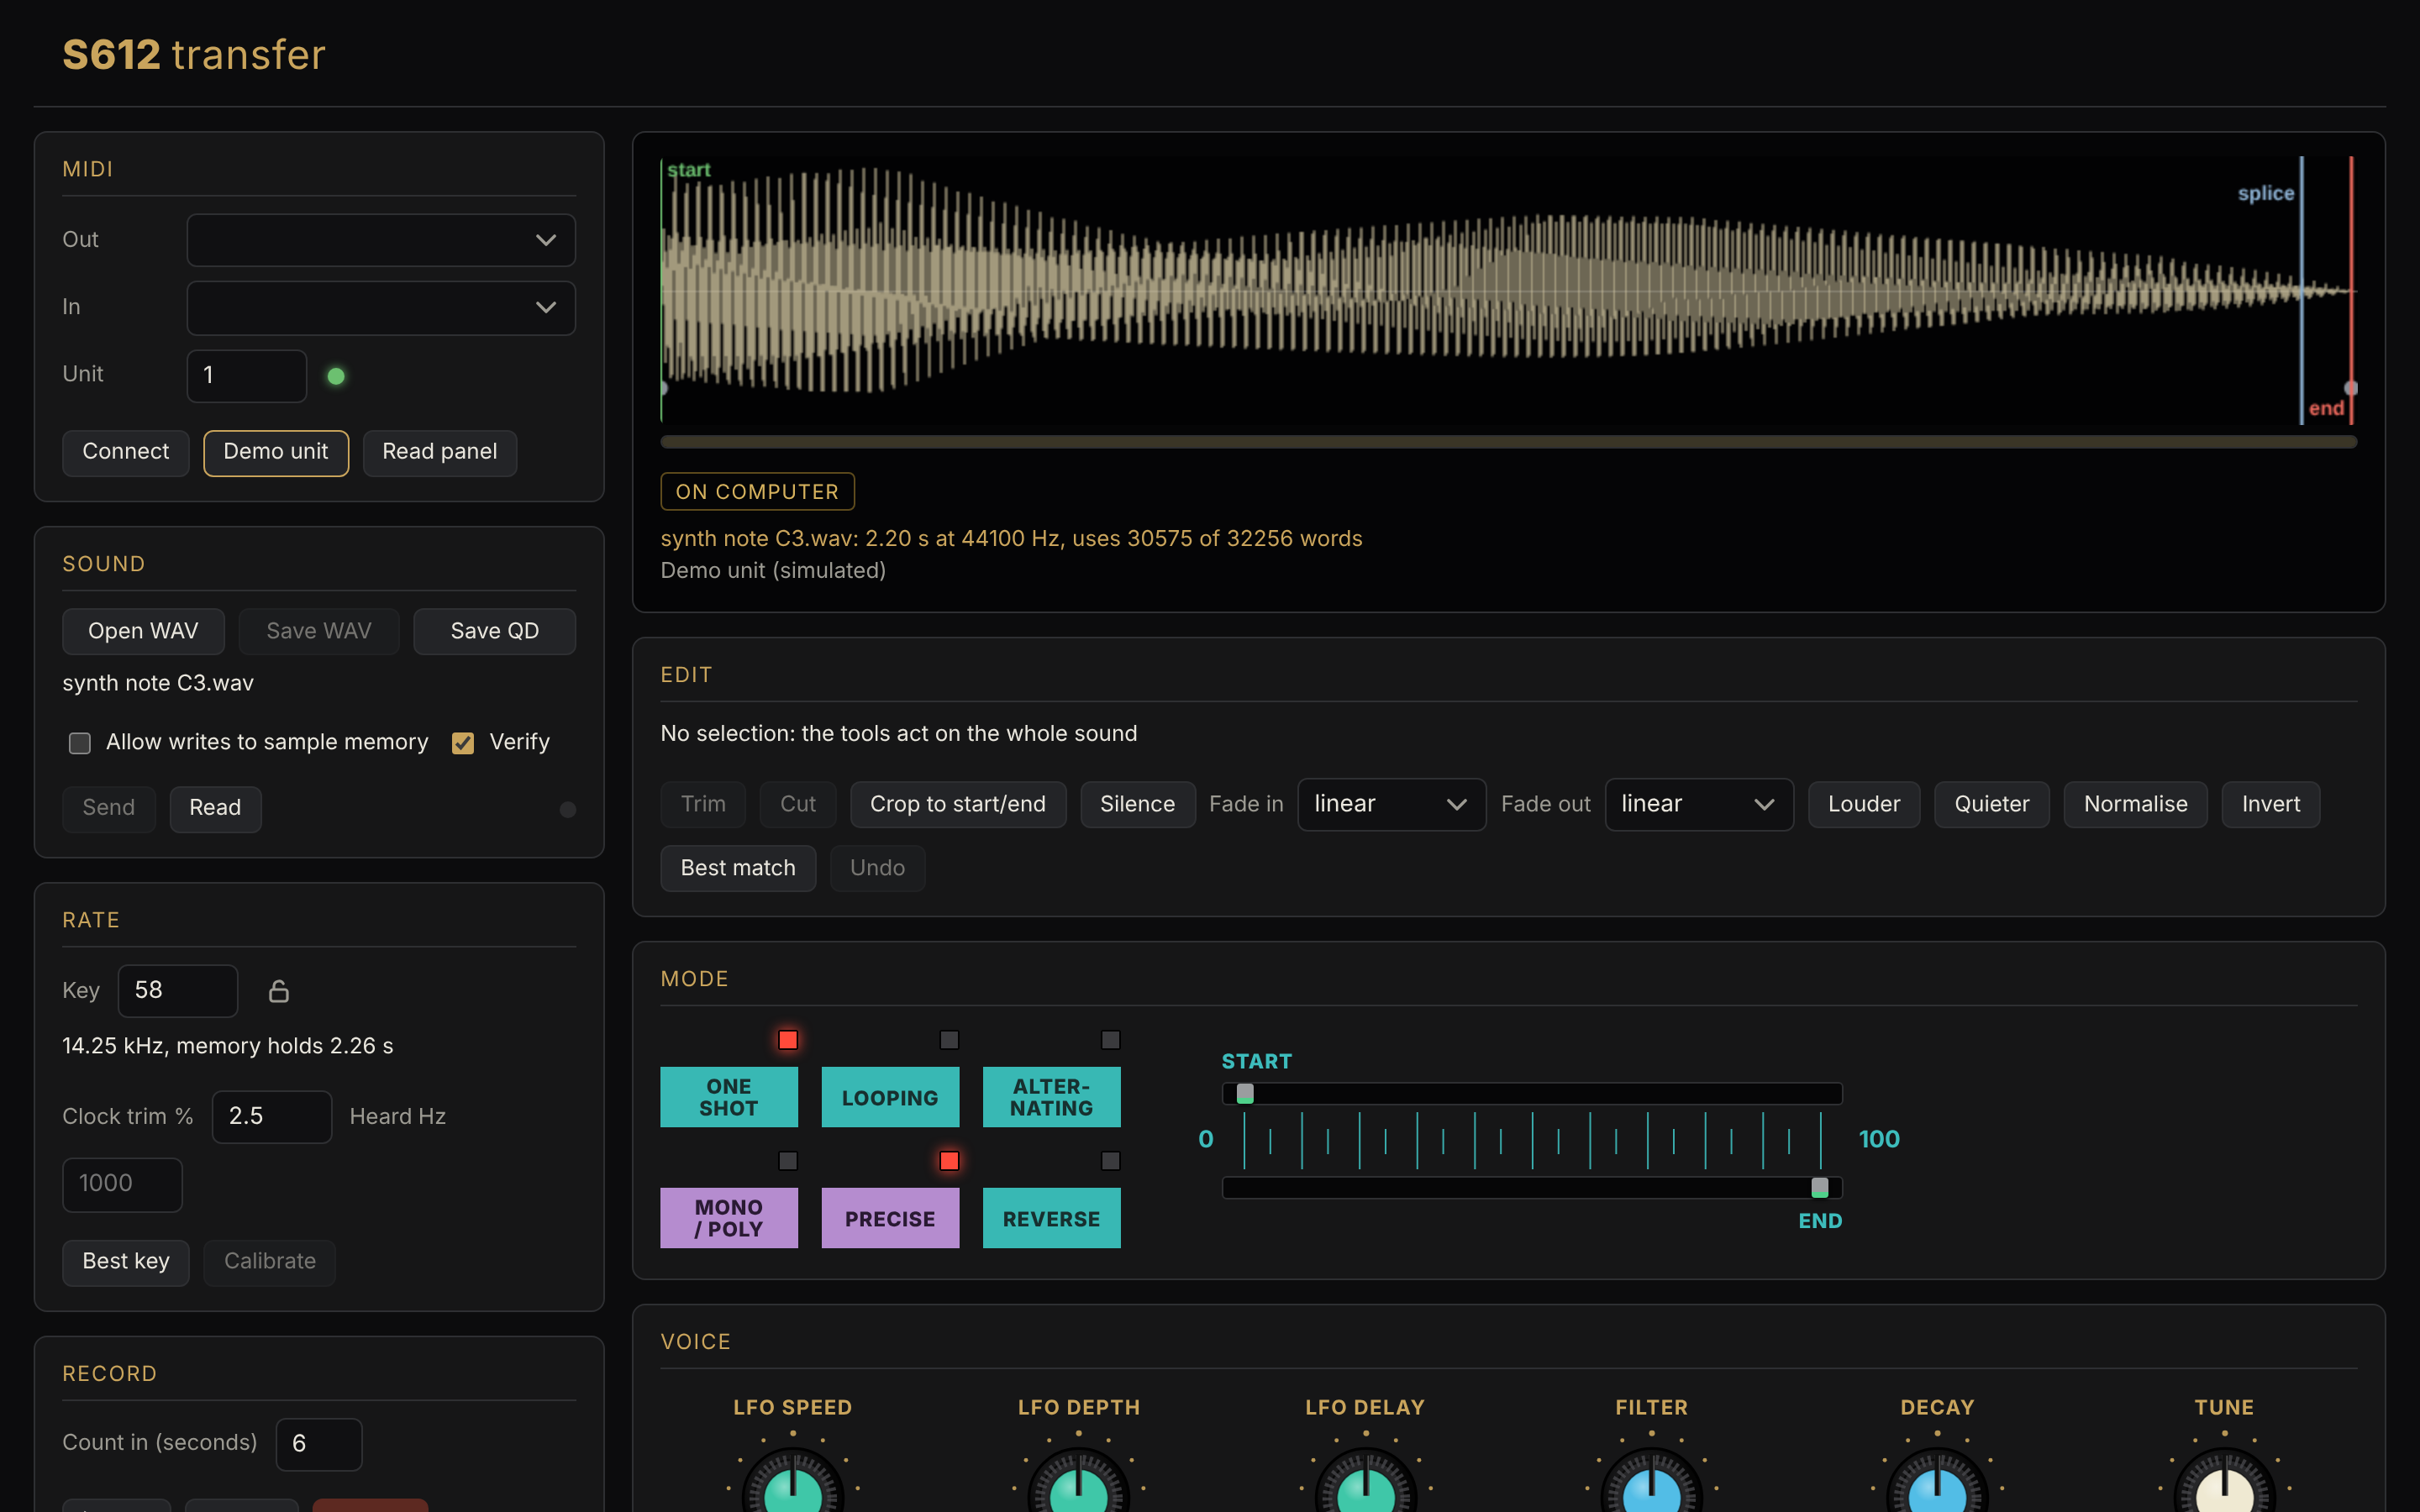 S612 transfer
MIDI
Out
In
Unit 1
Connect Demo unit Read panel
SOUND
Open WAV Save WAV Save QD
synth note C3.wav
Allow writes to sample memory Verify
Send Read
RATE
Key 58
14.25 kHz, memory holds 2.26 s
Clock trim % 2.5 Heard Hz
1000
Best key Calibrate
RECORD
Count in (seconds) 6
start
splice
end
ON COMPUTER
synth note C3.wav: 2.20 s at 44100 Hz, uses 30575 of 32256 words
Demo unit (simulated)
EDIT
No selection: the tools act on the whole sound
Trim Cut Crop to start/end Silence Fade in linear Fade out linear Louder Quieter Normalise Invert
Best match Undo
MODE
ONE
SHOT
LOOPING
ALTER-
NATING
MONO
/ POLY
PRECISE
REVERSE
START
0 100
END
VOICE
LFO SPEED LFO DEPTH LFO DELAY FILTER DECAY TUNE